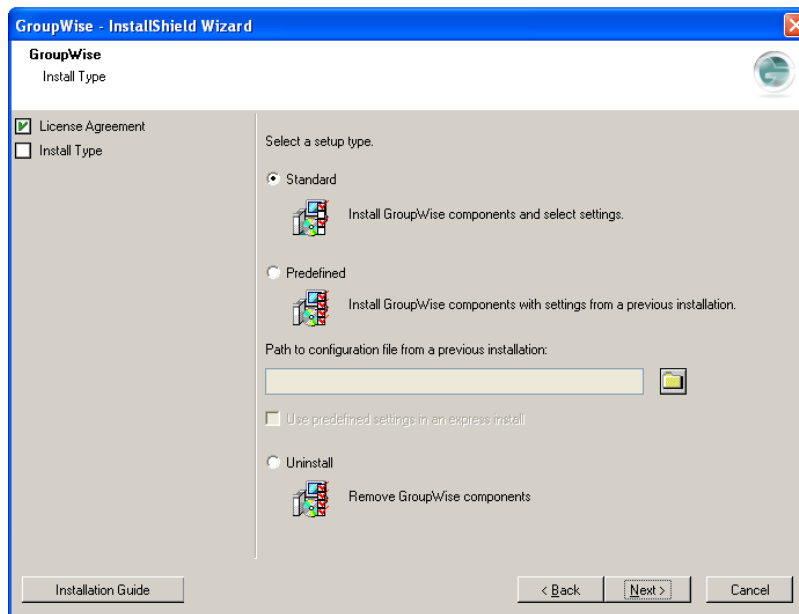 GroupWise - InstallShield Wizard
GroupWise
Install Type
License Agreement
Install Type
Select a setup type.
Standard
Install GroupWise components and select settings.
Predefined
Install GroupWise components with settings from a previous installation.
Path to configuration file from a previous installation:
Use predefined settings in an express install
Uninstall
Remove GroupWise components
Installation Guide
< Back
Next >
Cancel